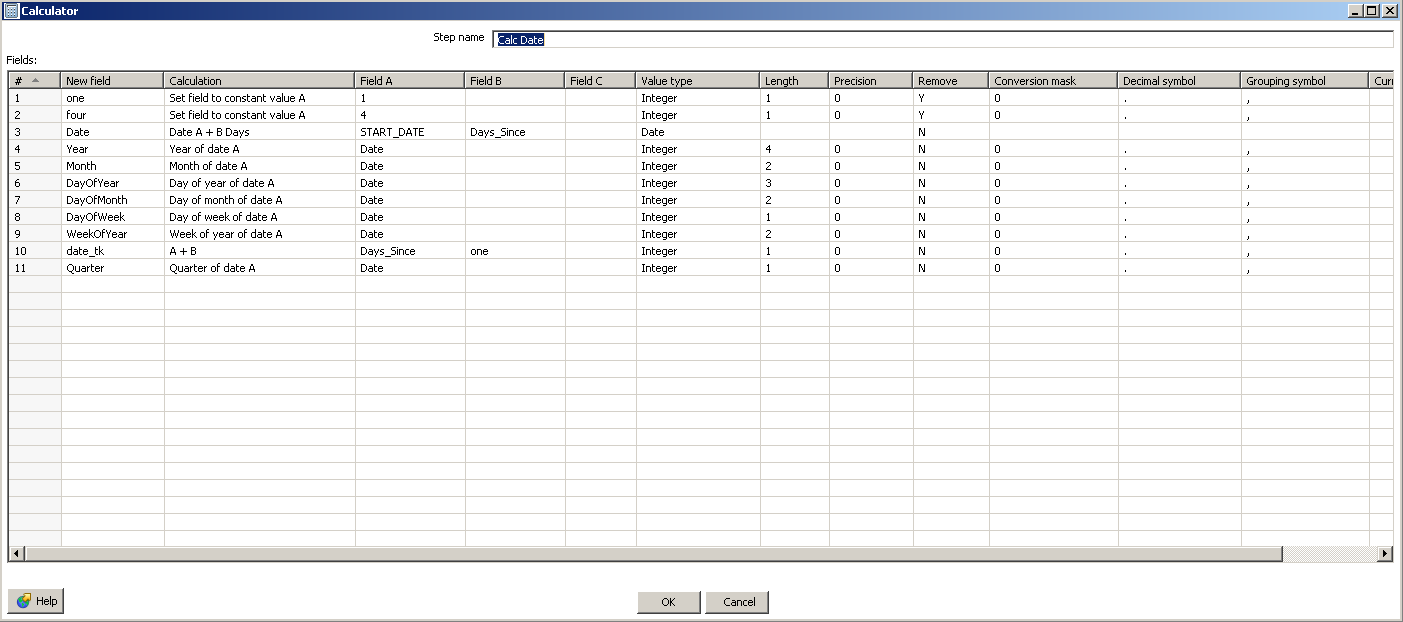 Calculator
Step name Calc Date
Fields:
# New field Calculation Field A Field B Field C Value type Length Precision Remove Conversion mask Decimal symbol Grouping symbol Curr
1 one Set field to constant value A 1 Integer 1 0 Y 0 . ,
2 four Set field to constant value A 4 Integer 1 0 Y 0 . ,
3 Date Date A + B Days START_DATE Days_Since Date N
4 Year Year of date A Date Integer 4 0 N 0 . ,
5 Month Month of date A Date Integer 2 0 N 0 . ,
6 DayOfYear Day of year of date A Date Integer 3 0 N 0 . ,
7 DayOfMonth Day of month of date A Date Integer 2 0 N 0 . ,
8 DayOfWeek Day of week of date A Date Integer 1 0 N 0 . ,
9 WeekOfYear Week of year of date A Date Integer 2 0 N 0 . ,
10 date_tk A + B Days_Since one Integer 1 0 N 0 . ,
11 Quarter Quarter of date A Date Integer 1 0 N 0 . ,
Help OK Cancel